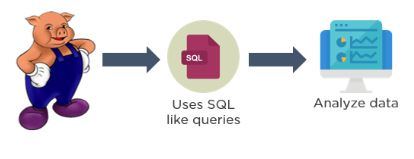 SQL
Uses SQL
like queries
Analyze data